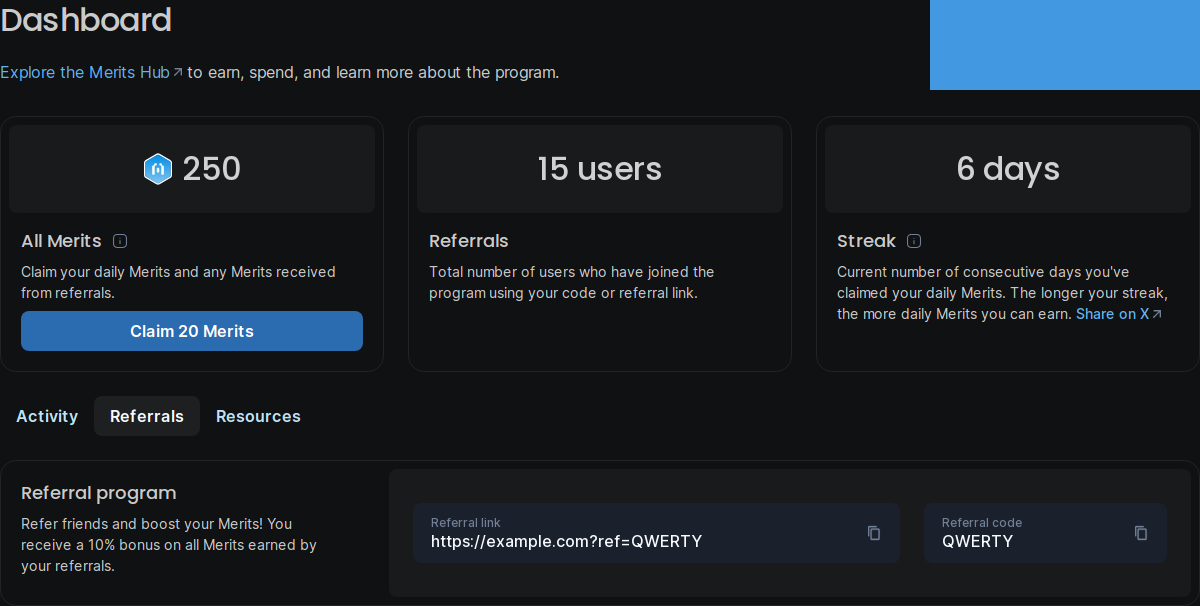 Dashboard
Explore the Merits Hub to earn, spend, and learn more about the program.
250
15 users
6 days
All Merits
Claim your daily Merits and any Merits received
from referrals.
Claim 20 Merits
Referrals
Total number of users who have joined the
program using your code or referral link.
Streak
Current number of consecutive days you've
claimed your daily Merits. The longer your streak,
the more daily Merits you can earn. Share on X
Activity
Referrals
Resources
Referral program
Refer friends and boost your Merits! You
receive a 10% bonus on all Merits earned by
your referrals.
Referral link
https://example.com?ref=QWERTY
Referral code
QWERTY